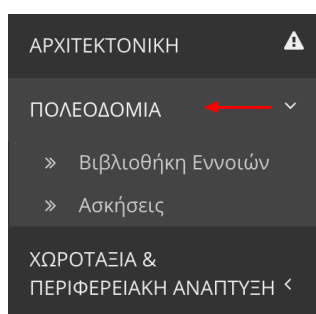 ΑΡΧΙΤΕΚΤΟΝΙΚΗ
ΠΟΛΕΟΔΟΜΙΑ
» Βιβλιοθήκη Εννοιών
» Ασκήσεις
ΧΩΡΟΤΑΞΙΑ &
ΠΕΡΙΦΕΡΕΙΑΚΗ ΑΝΑΠΤΥΞΗ